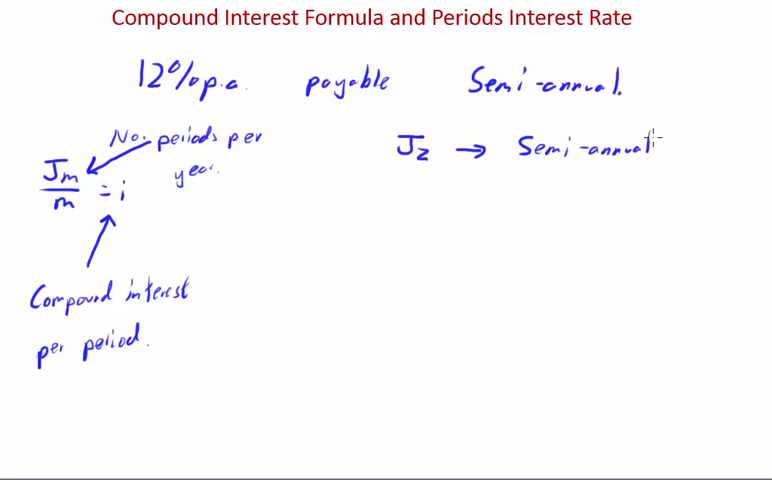 Compound Interest Formula and Periods Interest Rate
12% p.a. payable Semi-annual.
No. periods per year.
Jm/m = i
J2 → Semi-annual
Compound interest
per period.